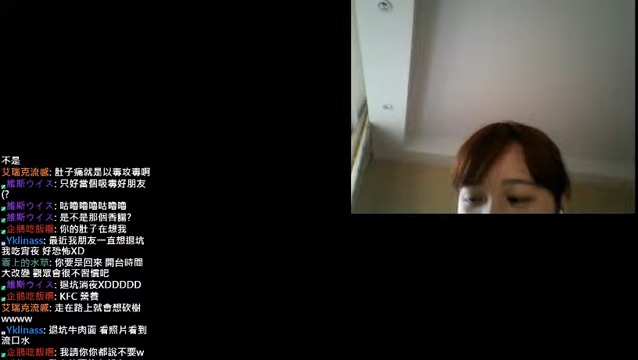 不是
艾瑞克流感: 肚子痛就是以毒攻毒啊
維斯ウイス: 只好當個吸毒好朋友
(?
維斯ウイス: 咕嚕嚕嚕咕嚕嚕
維斯ウイス: 是不是那個香腸?
企鵝吃飯糰: 你的肚子在想我
Yklinass: 最近我朋友一直想退坑
我吃宵夜 好恐怖XD
霧上的水草: 你要是回來 開台時間
大改變 觀眾會很不習慣吧
維斯ウイス: 退坑消夜XDDDDD
企鵝吃飯糰: KFC 營養
艾瑞克流感: 走在路上就會想砍樹
wwww
Yklinass: 退坑牛肉面 看照片看到
流口水
企鵝吃飯糰: 我請你你都說不要w